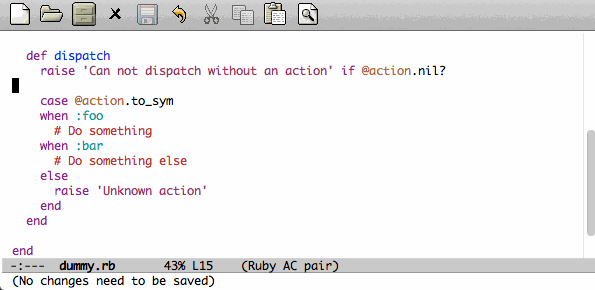 def dispatch
raise 'Can not dispatch without an action' if @action.nil?
case @action.to_sym
when :foo
# Do something
when :bar
# Do something else
else
raise 'Unknown action'
end
end
end
-:---  dummy.rb       43% L15    (Ruby AC pair)
(No changes need to be saved)